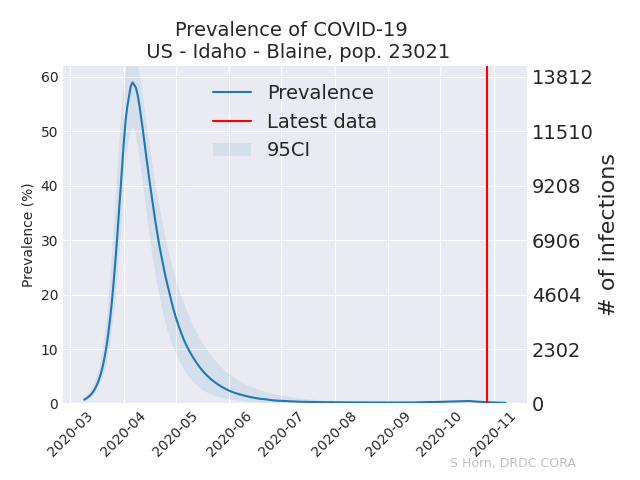 Prevalence of COVID-19
US - Idaho - Blaine, pop. 23021
Prevalence
Latest data
95CI
Prevalence (%)
60
50
40
30
20
10
0
# of infections
13812
11510
9208
6906
4604
2302
0
2020-03
2020-04
2020-05
2020-06
2020-07
2020-08
2020-09
2020-10
2020-11
S Horn, DRDC CORA